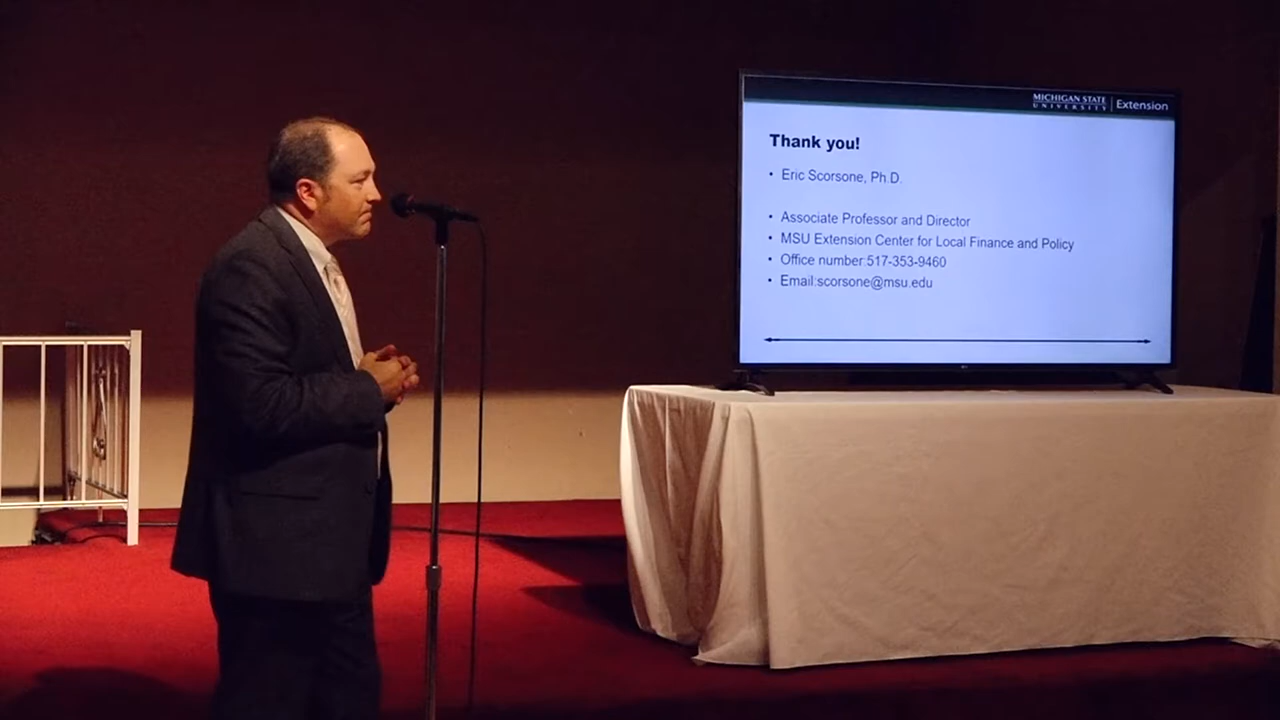 MICHIGAN STATE
UNIVERSITY
Extension
Thank you!
• Eric Scorsone, Ph.D.
• Associate Professor and Director
• MSU Extension Center for Local Finance and Policy
• Office number:517-353-9460
• Email:scorsone@msu.edu